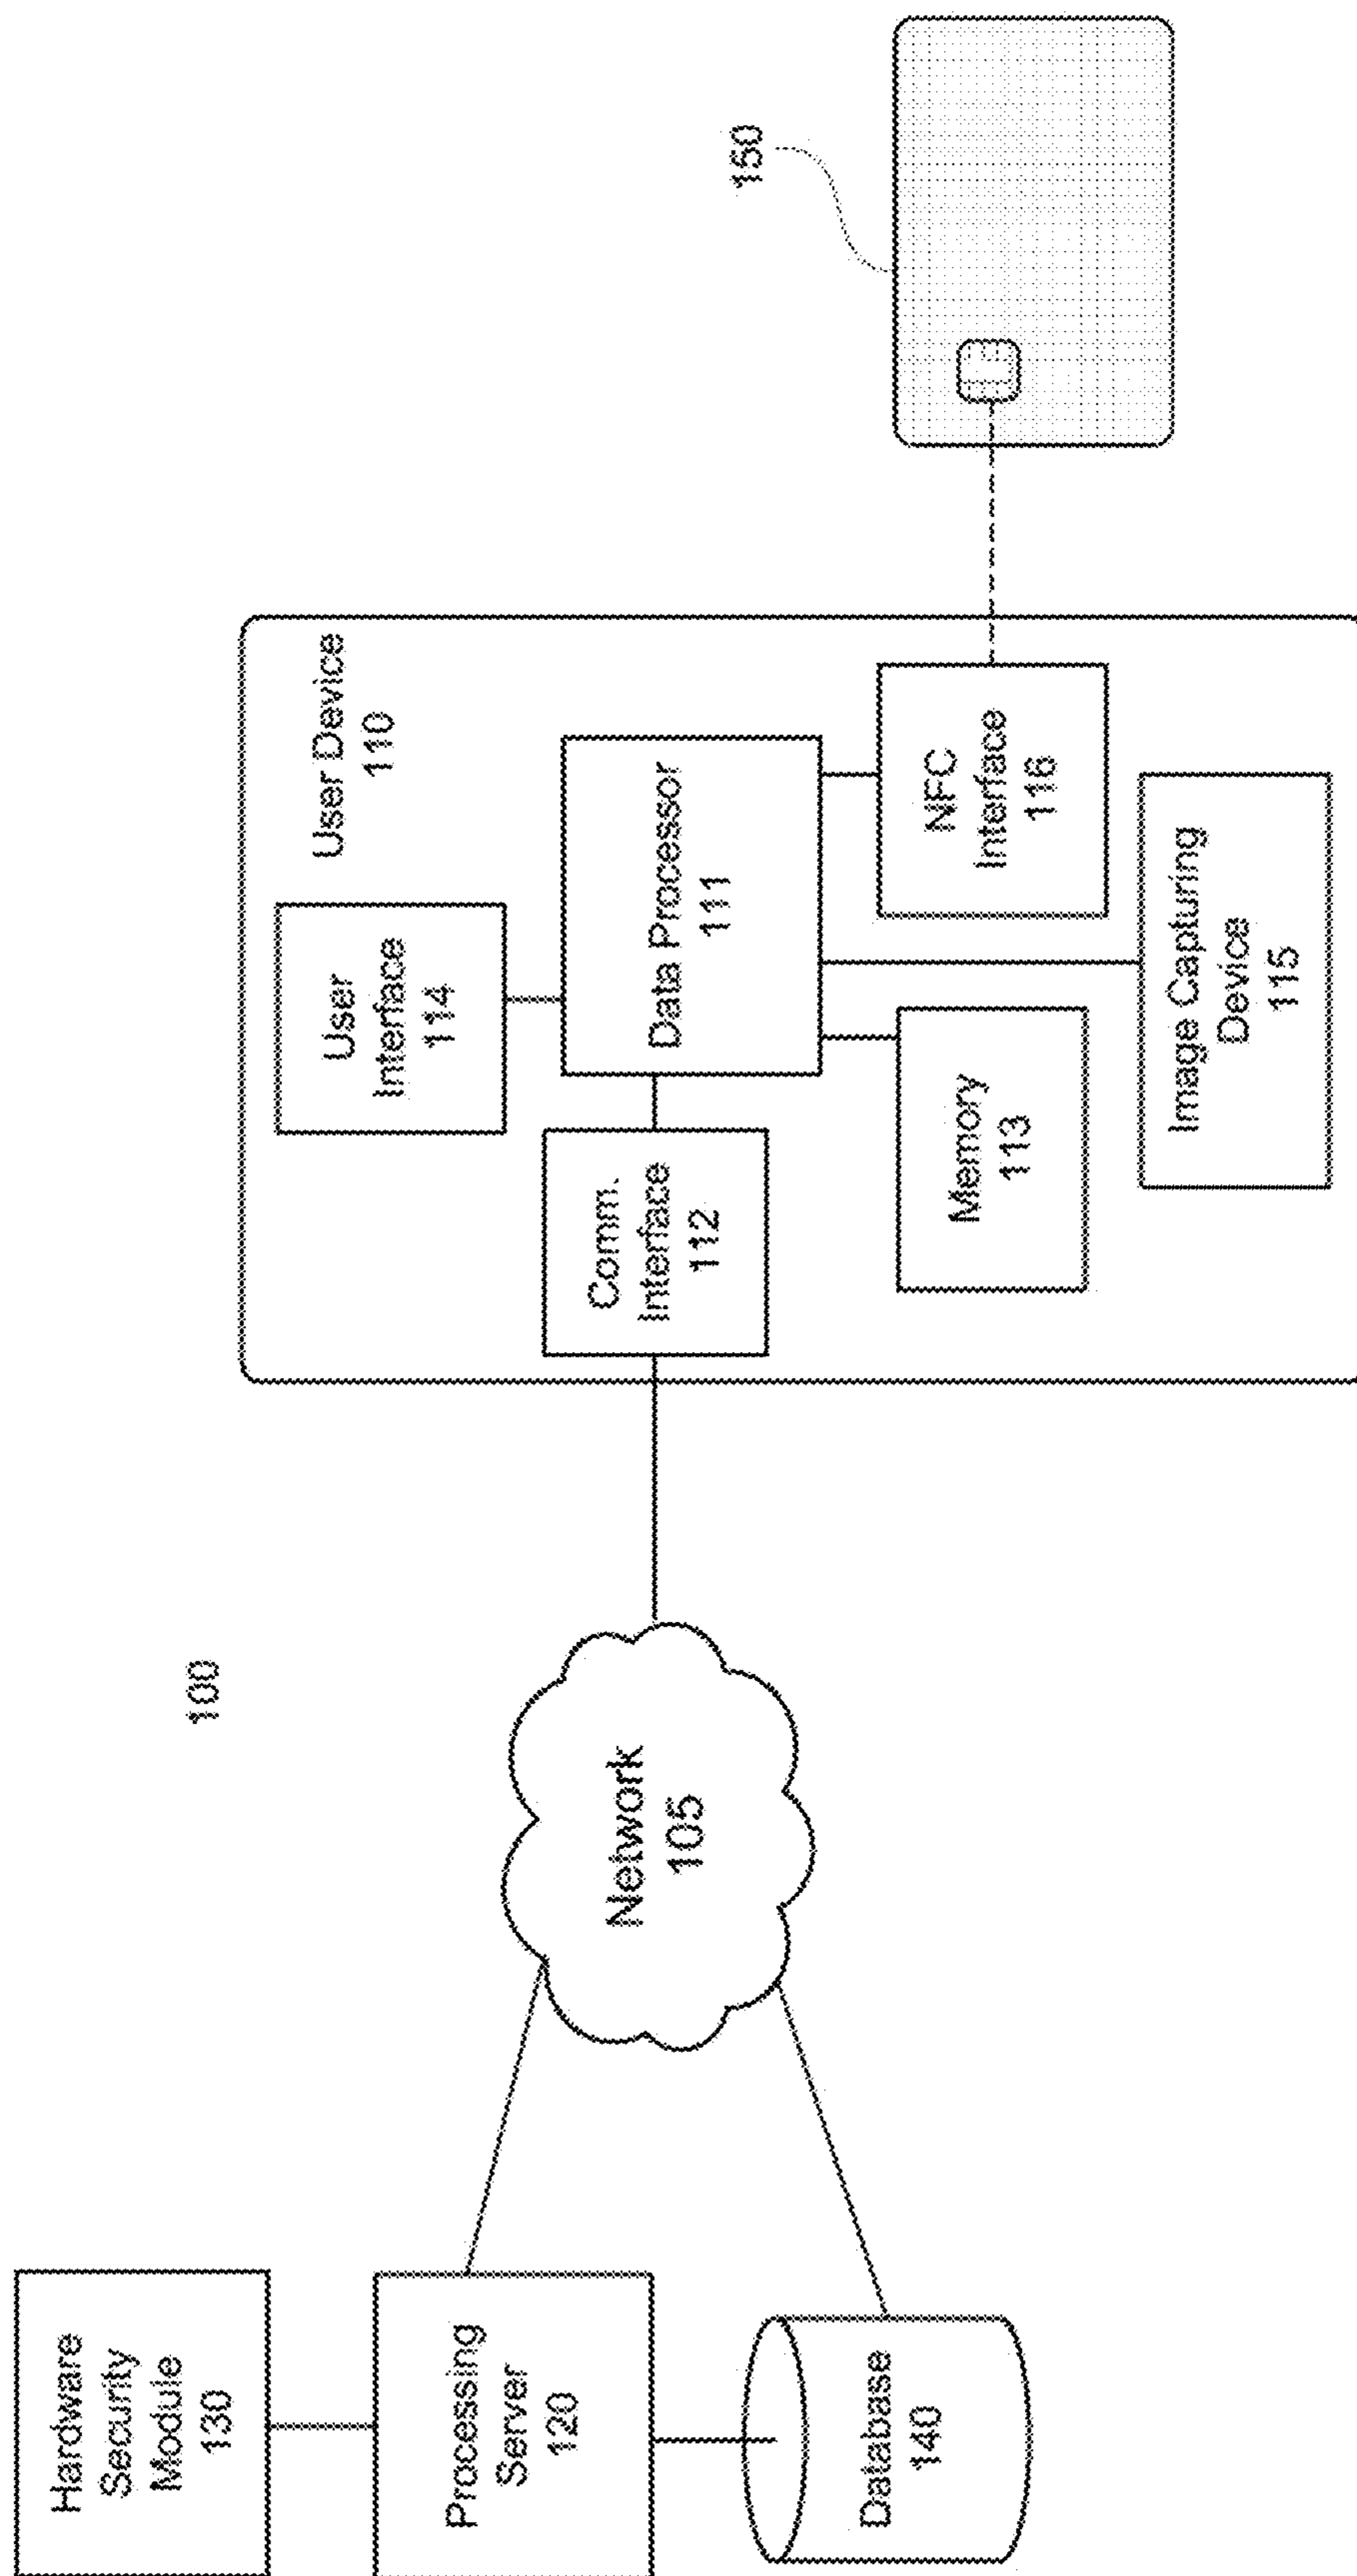 100
Hardware
Security
Module
130
Processing
Server
120
Database
140
Network
105
User Device
110
User
Interface
114
Comm.
Interface
112
Data Processor
111
Memory
113
NFC
Interface
116
Image Capturing
Device
115
150